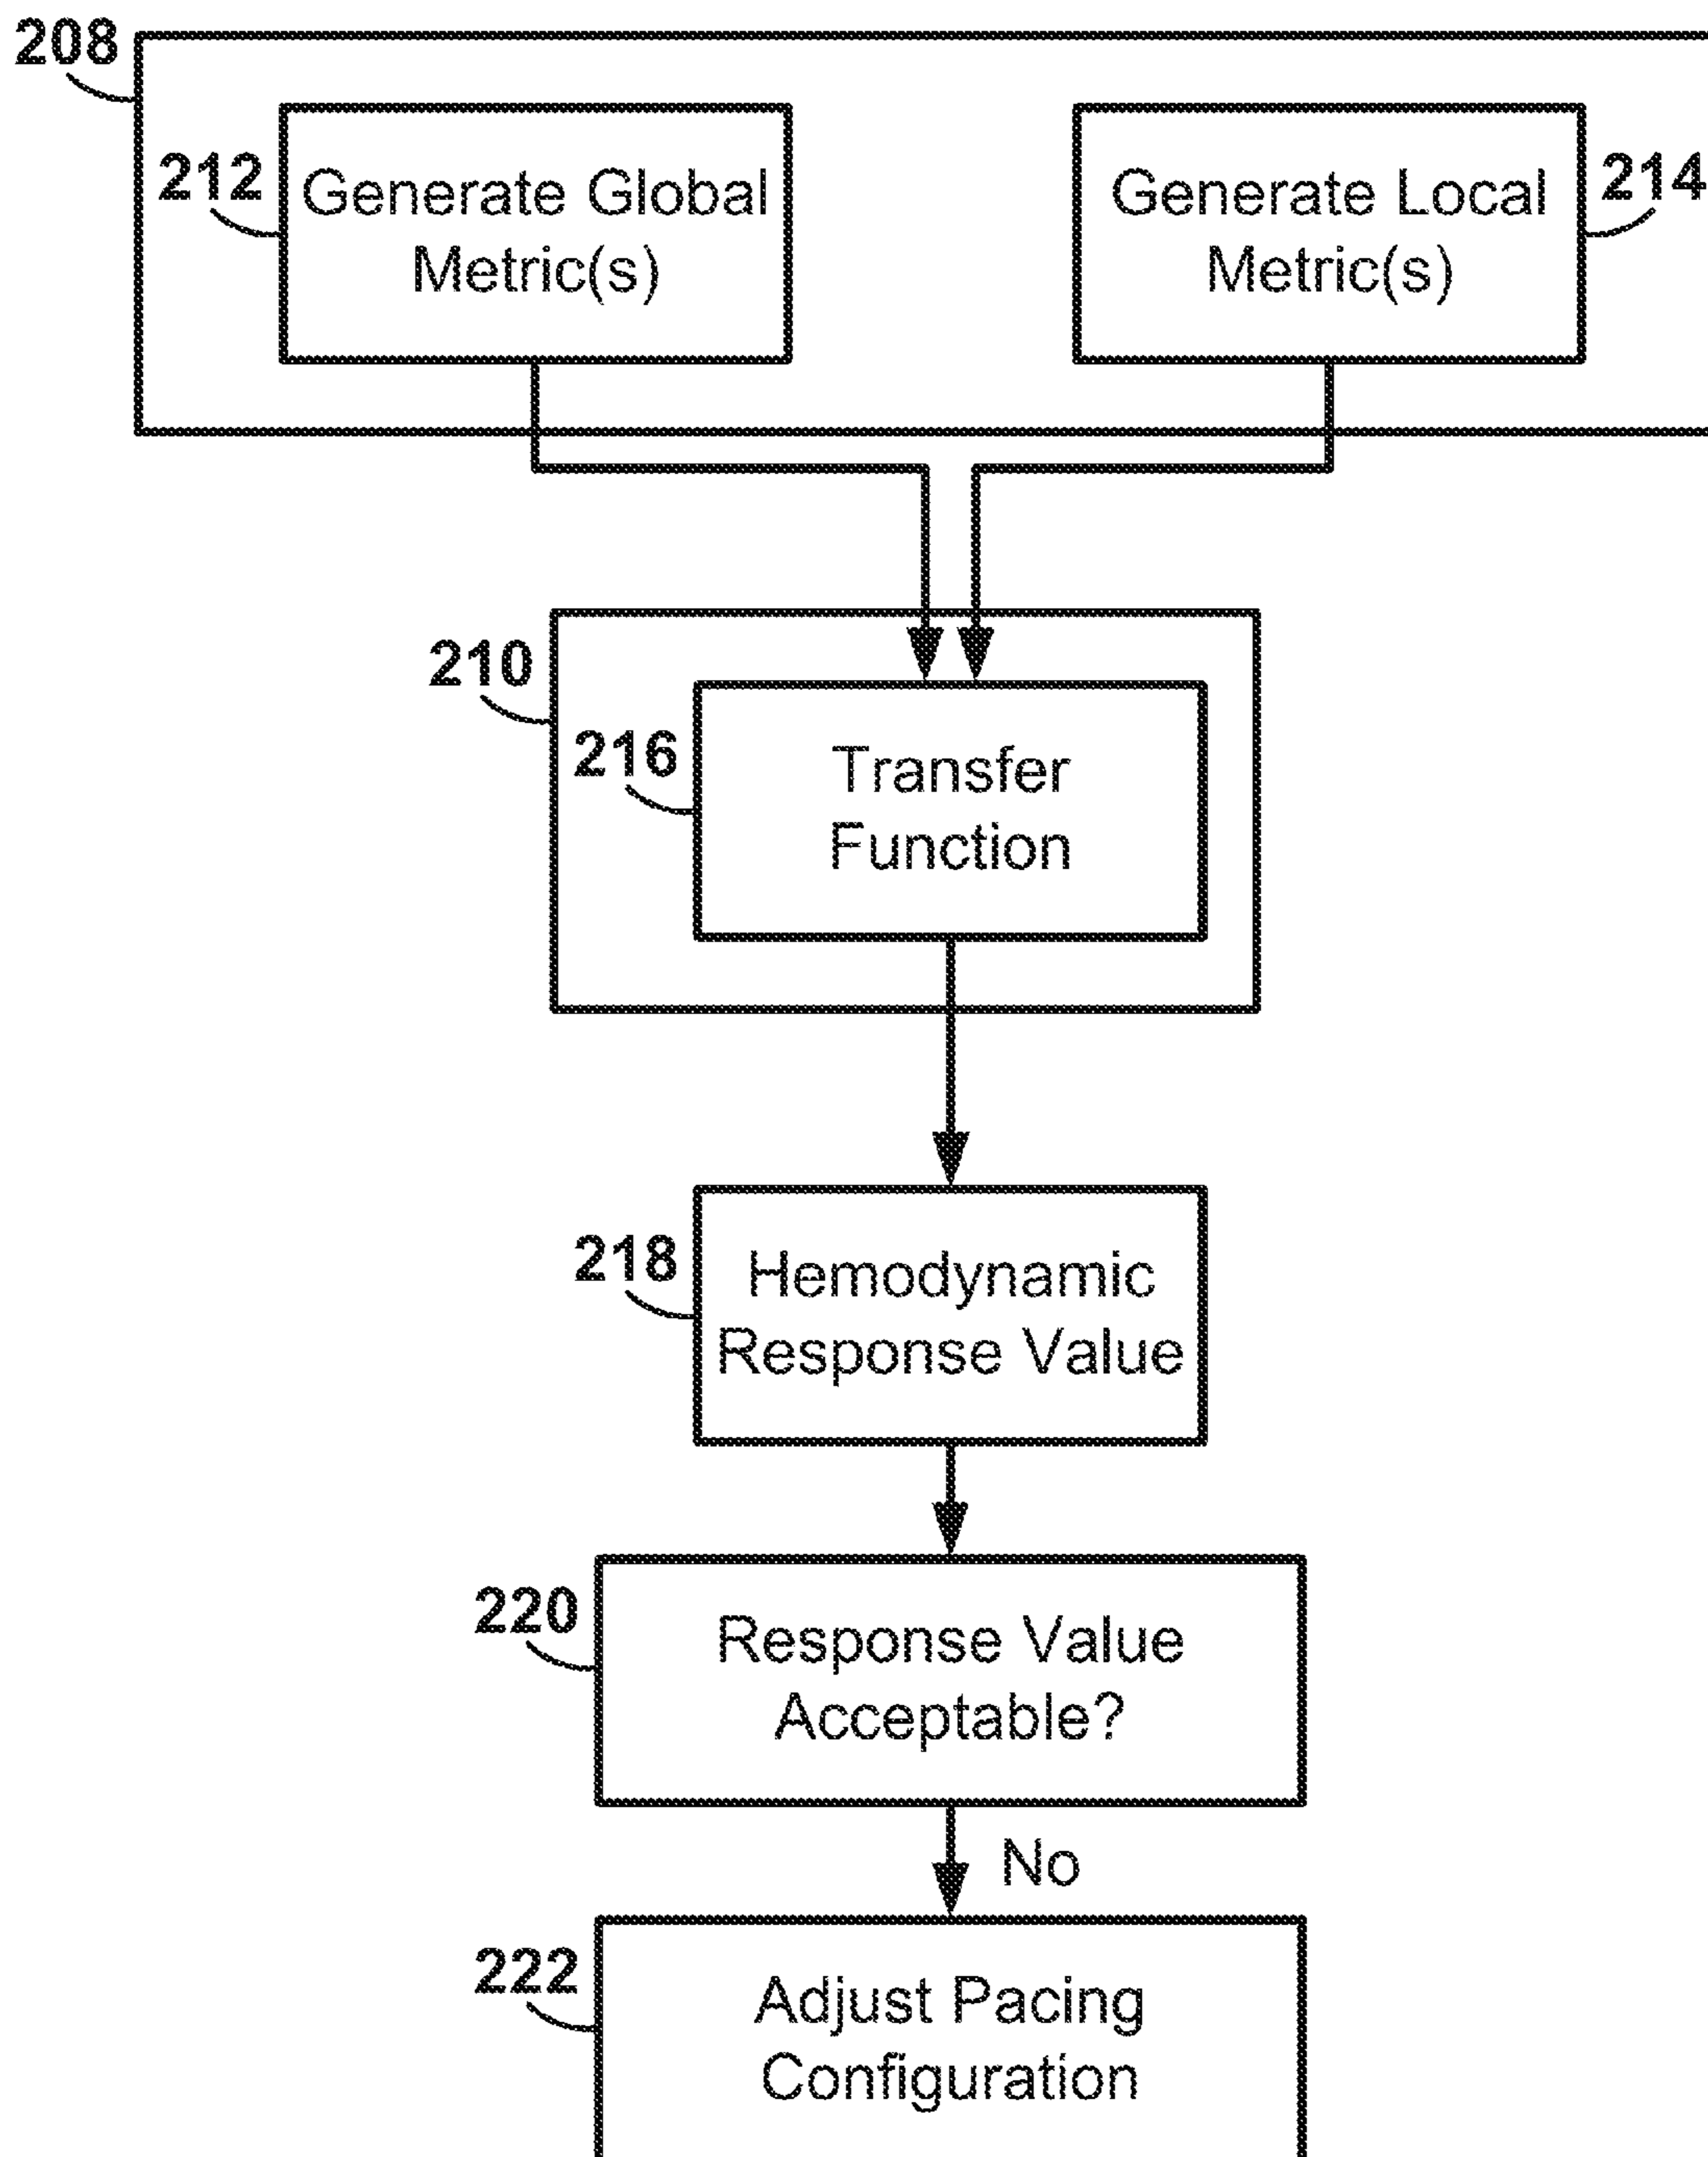 208
212
Generate Global
Metric(s)
Generate Local
Metric(s)
214
210
216
Transfer
Function
218
Hemodynamic
Response Value
220
Response Value
Acceptable?
No
222
Adjust Pacing
Configuration